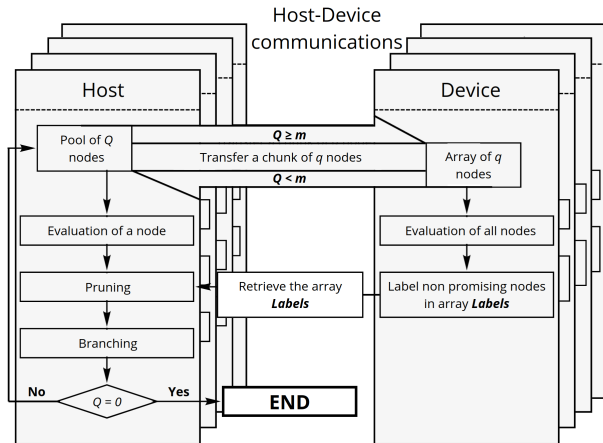 Host-Device
communications
Host
Device
Pool of Q
nodes
Q ≥ m
Transfer a chunk of q nodes
Q < m
Array of q
nodes
Evaluation of a node
Evaluation of all nodes
Pruning
Retrieve the array
Labels
Label non promising nodes
in array Labels
Branching
No
Q = 0
Yes
END